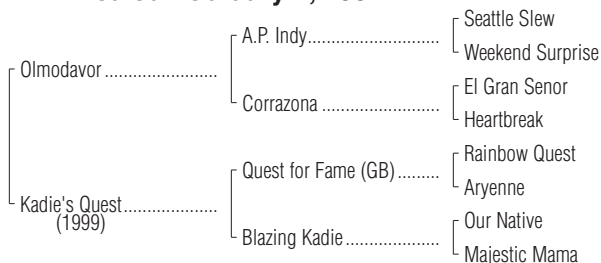 Seattle Slew
A.P. Indy
Weekend Surprise
Olmodavor
El Gran Senor
Corrazona
Heartbreak
Rainbow Quest
Quest for Fame (GB)
Aryenne
Kadie's Quest
(1999)
Our Native
Blazing Kadie
Majestic Mama